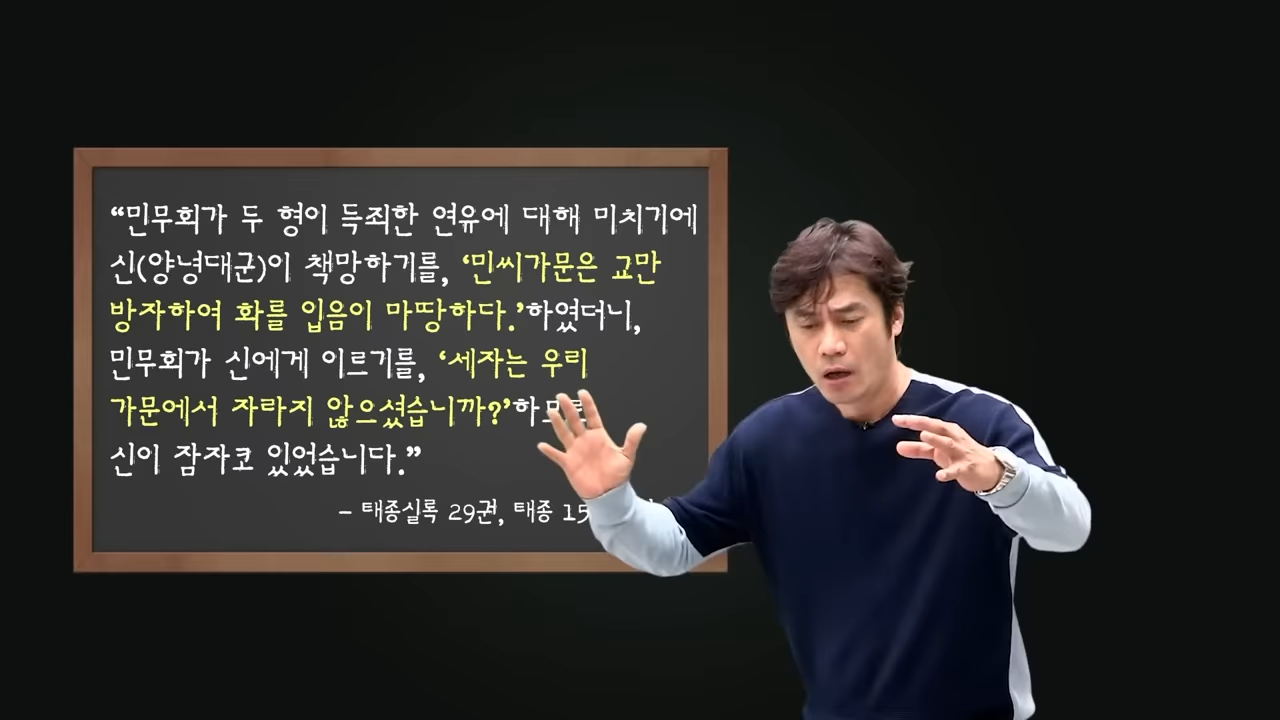 “민무회가 두 형이 득죄한 연유에 대해 미치기에
신(양녕대군)이 책망하기를, ‘민씨가문은 교만
방자하여 화를 입음이 마땅하다.’하였더니,
민무회가 신에게 이르기를, ‘세자는 우리
가문에서 자라지 않으셨습니까?’
신이 잠자코 있었습니다.”
– 태종실록 29권, 태종